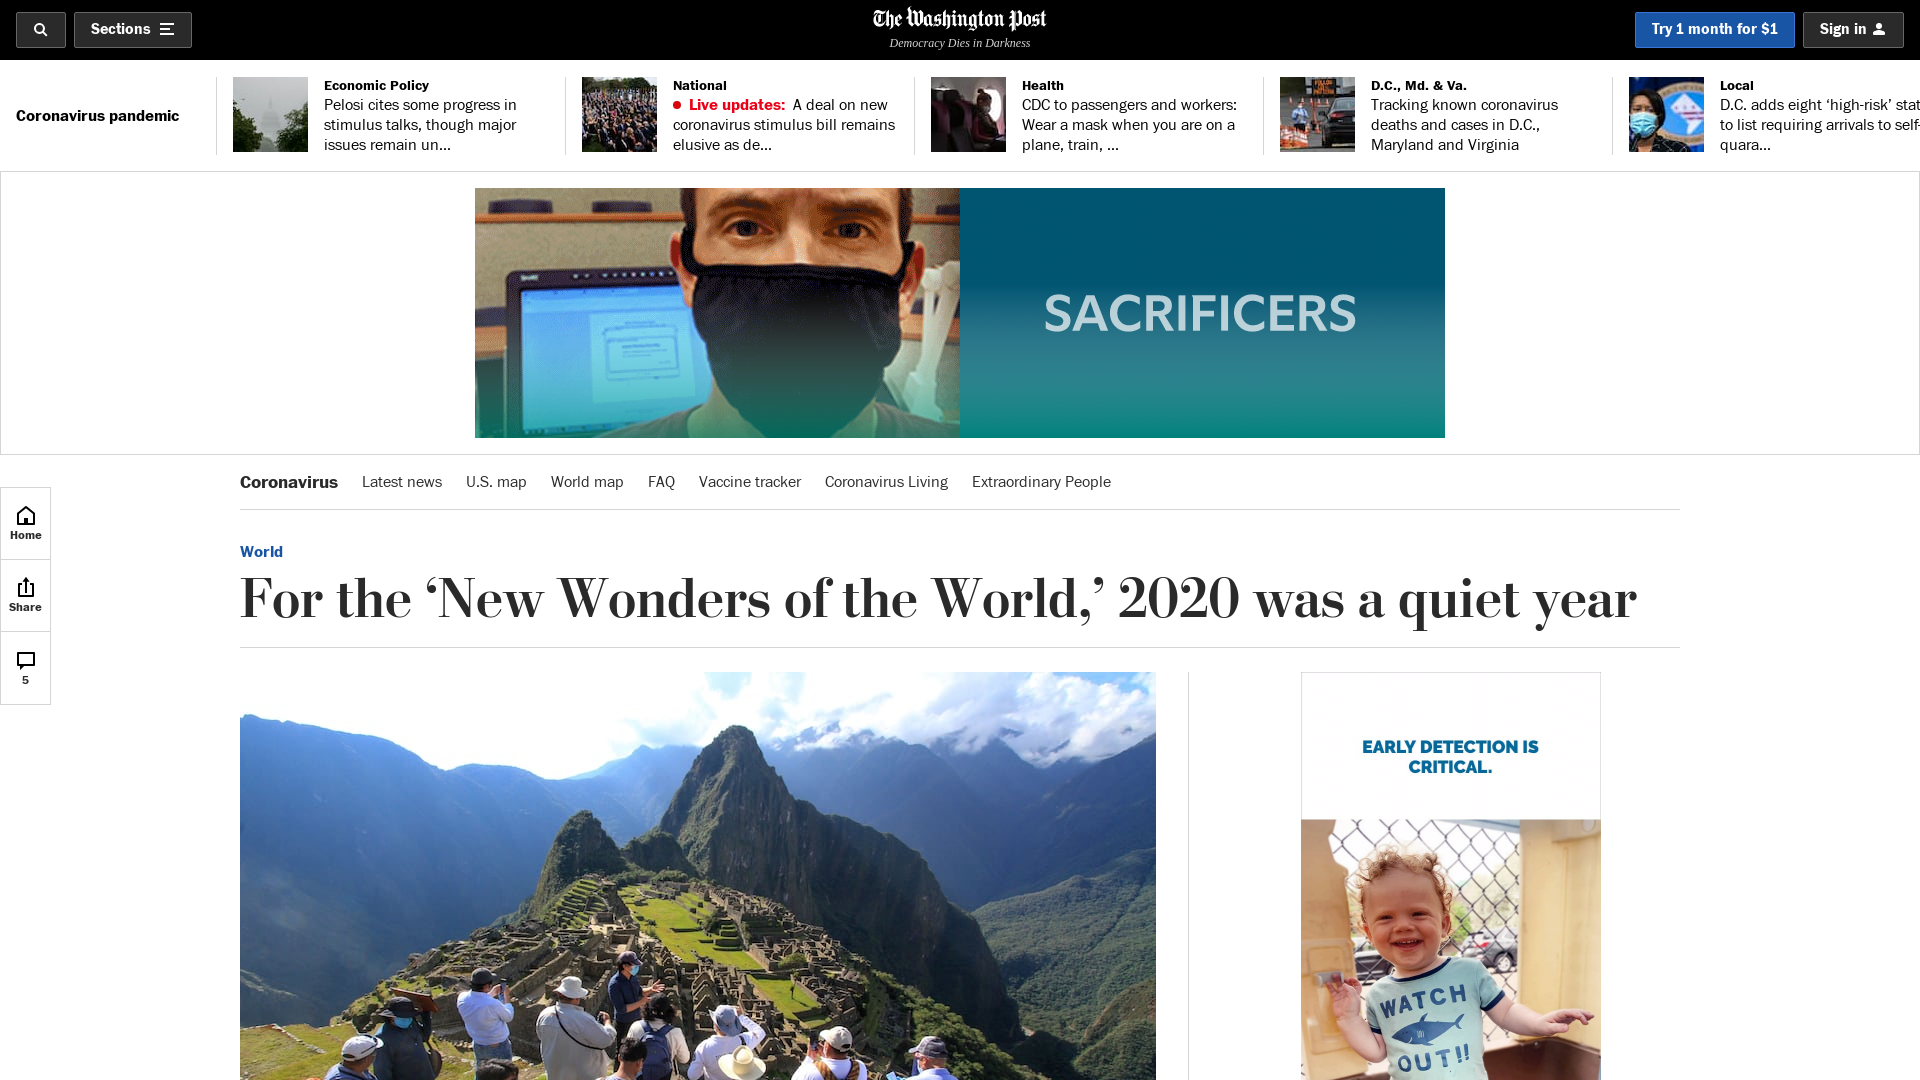 Sections
The Washington Post
Democracy Dies in Darkness
Try 1 month for $1
Sign in
Coronavirus pandemic
Economic Policy
Pelosi cites some progress in
stimulus talks, though major
issues remain un...
National
Live updates: A deal on new
coronavirus stimulus bill remains
elusive as de...
Health
CDC to passengers and workers:
Wear a mask when you are on a
plane, train, ...
D.C., Md. & Va.
Tracking known coronavirus
deaths and cases in D.C.,
Maryland and Virginia
Local
D.C. adds eight ‘high-risk’ stat
to list requiring arrivals to self-
quara...
SACRIFICERS
Coronavirus
Latest news
U.S. map
World map
FAQ
Vaccine tracker
Coronavirus Living
Extraordinary People
Home
Share
5
World
For the ‘New Wonders of the World,’ 2020 was a quiet year
EARLY DETECTION IS
CRITICAL.
WATCH
OUT!!